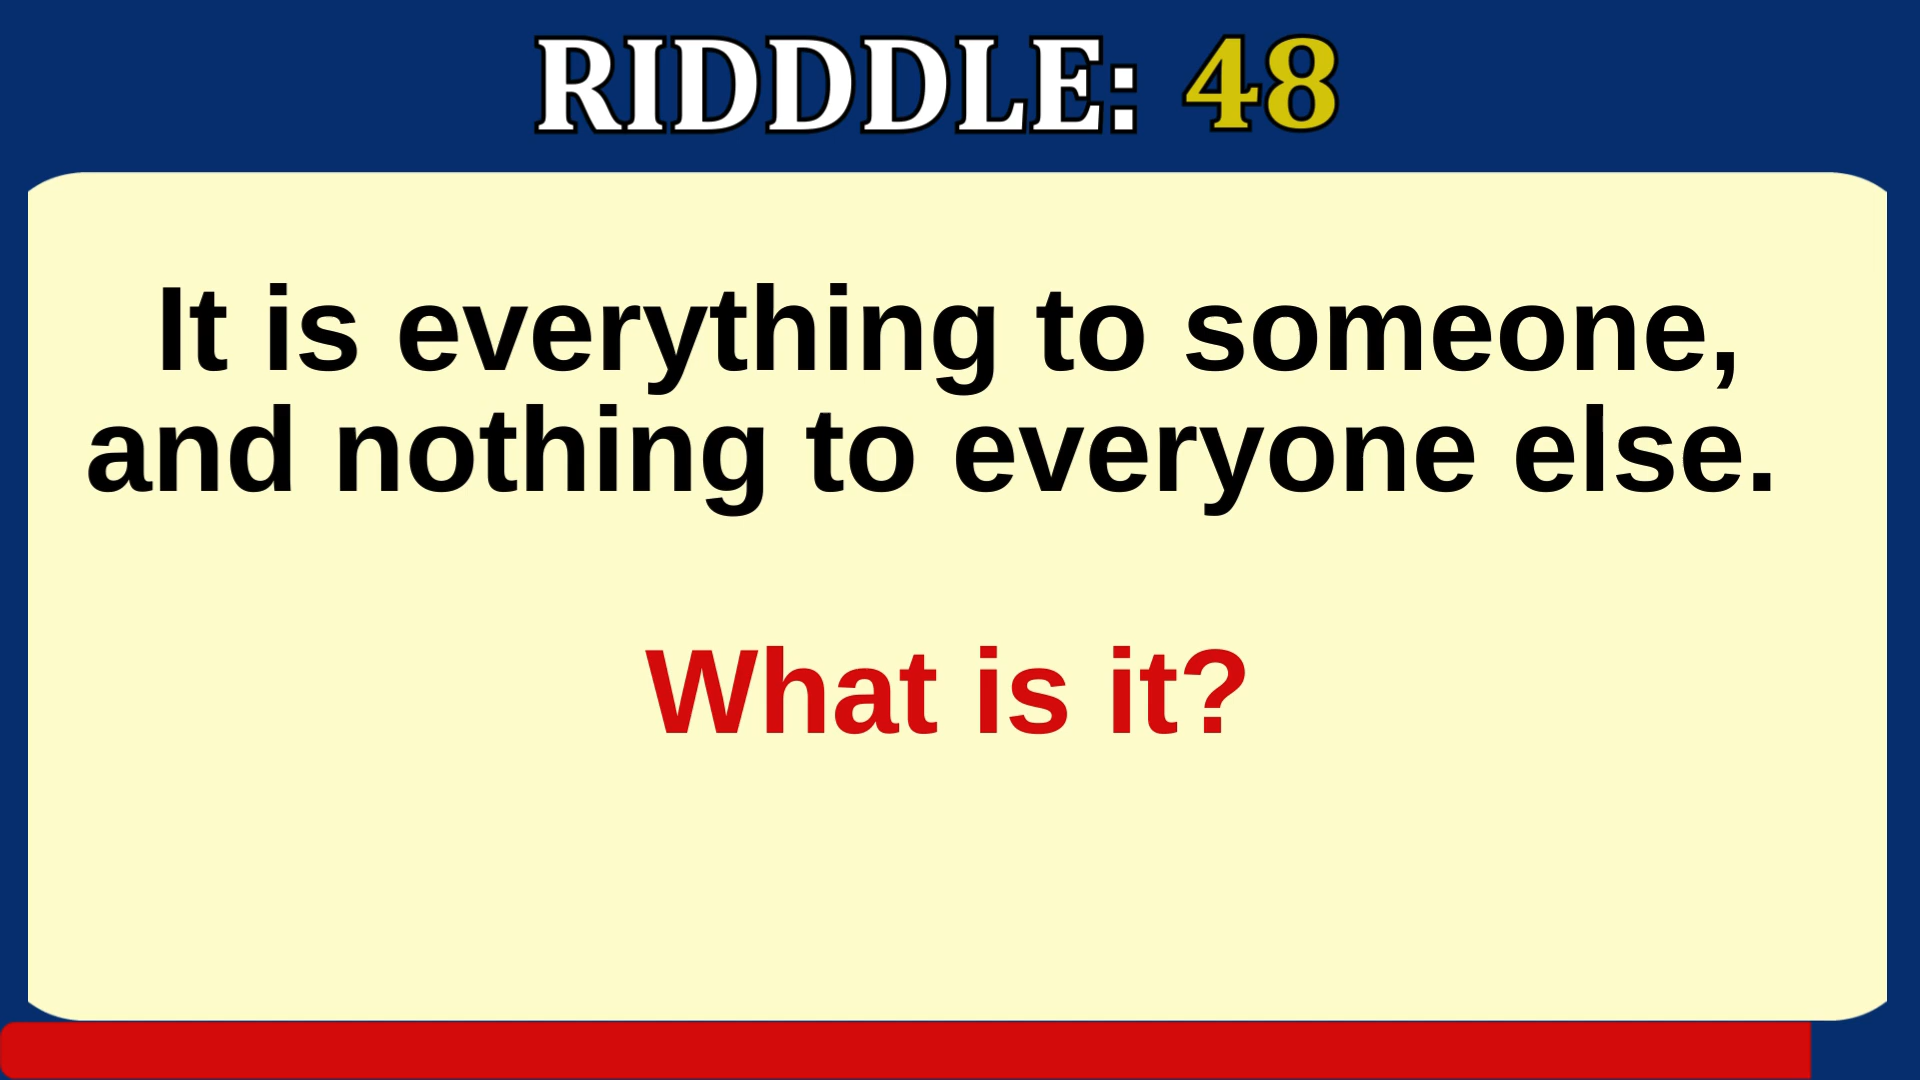 RIDDDLE: 48
It is everything to someone,
and nothing to everyone else.
What is it?